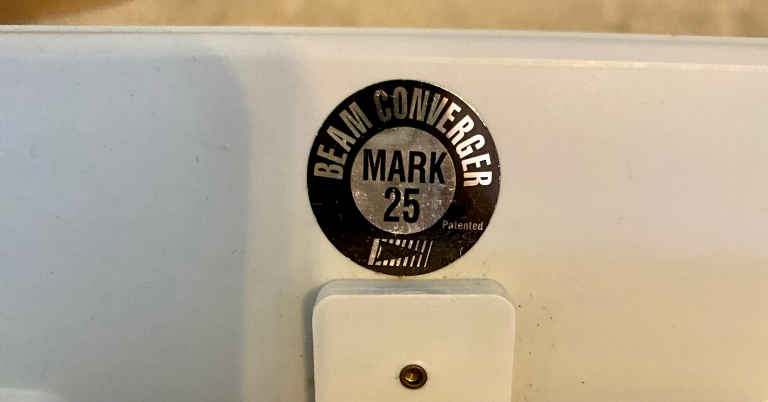 BEAM CONVERGER
MARK
25
Patented